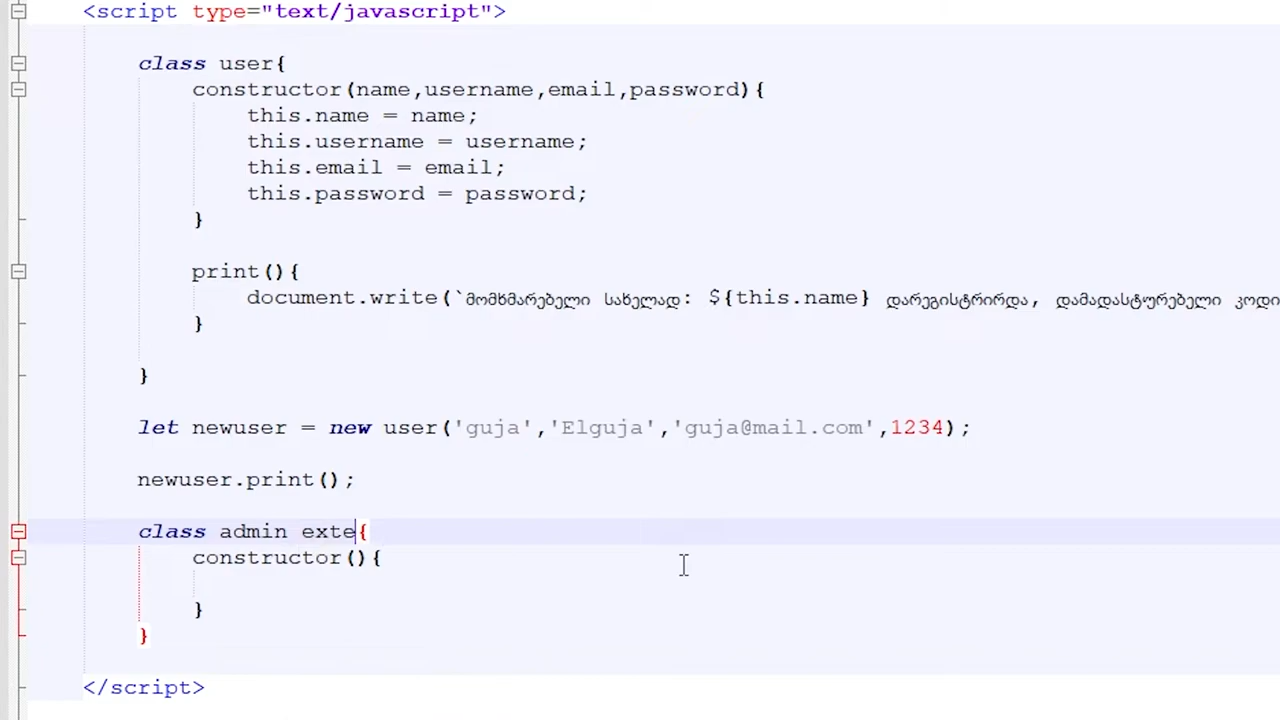 <script type="text/javascript">
class user{
constructor(name,username,email,password){
this.name = name;
this.username = username;
this.email = email;
this.password = password;
}
print(){
document.write(`მომხმარებელი სახელად: ${this.name} დარეგისტრირდა, დამადასტურებელი კოდი
}
}
let newuser = new user('guja','Elguja','guja@mail.com',1234);
newuser.print();
class admin exte{
constructor(){
}
}
</script>